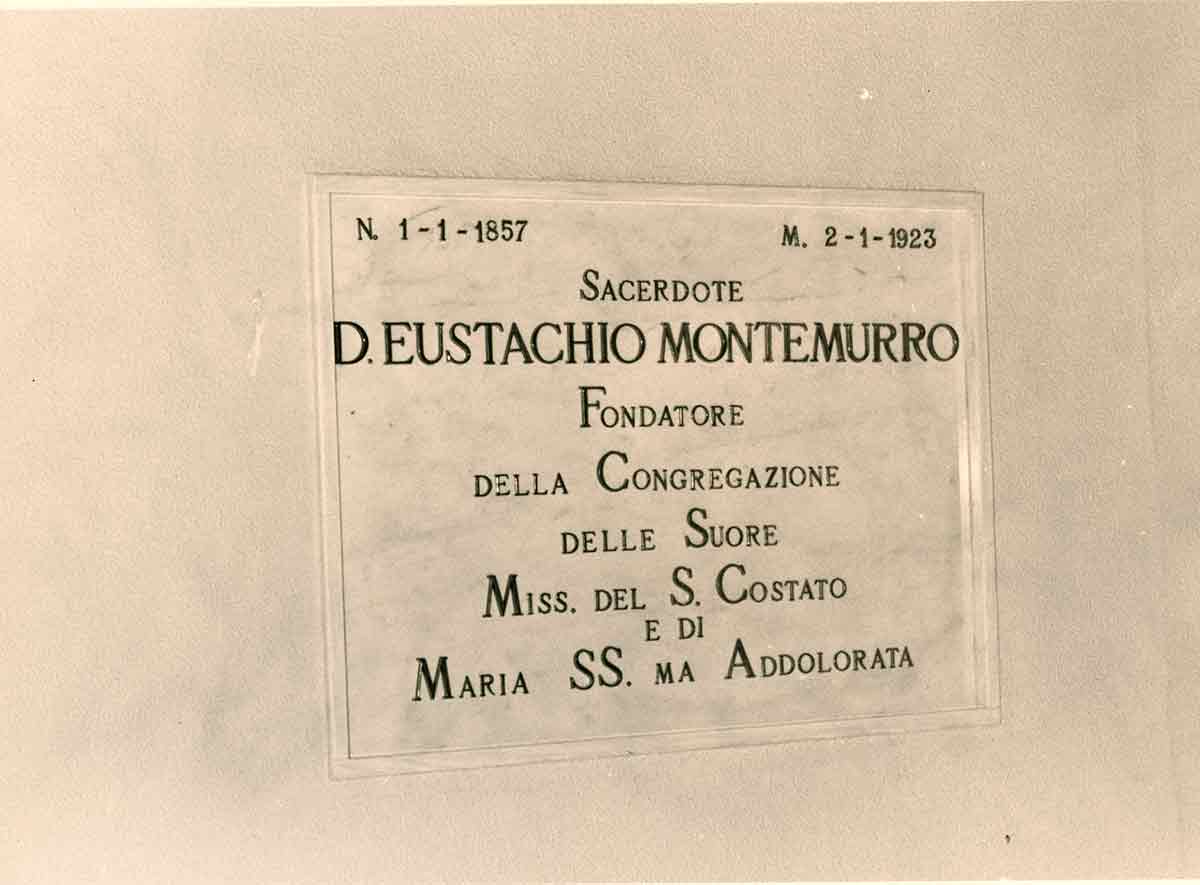 N. 1-1-1857 M. 2-1-1923
SACERDOTE
D. EUSTACHIO MONTEMURRO
FONDATORE
DELLA CONGREGAZIONE
DELLE SUORE
MISS. DEL S. COSTATO
E DI
MARIA SS. MA ADDOLORATA